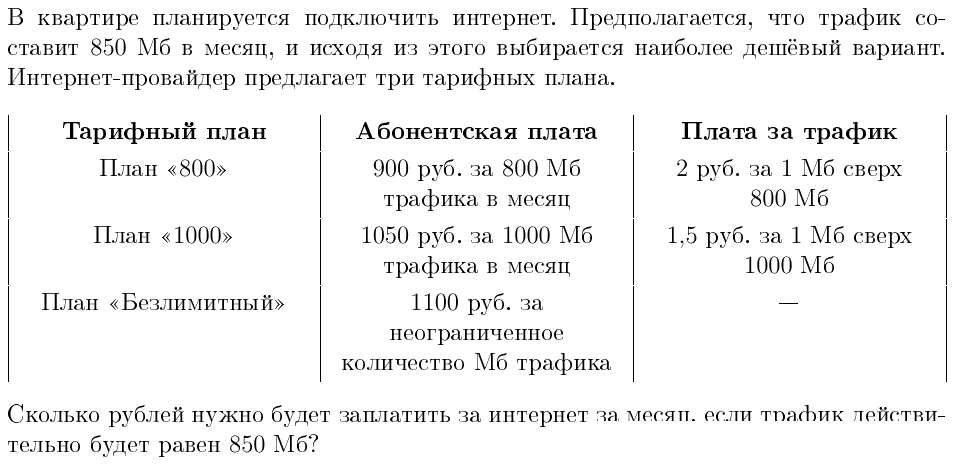 В квартире планируется подключить интернет. Предполагается, что трафик со-
ставит 850 Мб в месяц, и исходя из этого выбирается наиболее дешёвый вариант.
Интернет-провайдер предлагает три тарифных плана.
Тарифный план Абонентская плата Плата за трафик
План «800» 900 руб. за 800 Мб 2 руб. за 1 Мб сверх
трафика в месяц 800 Мб
План «1000» 1050 руб. за 1000 Мб 1,5 руб. за 1 Мб сверх
трафика в месяц 1000 Мб
План «Безлимитный» 1100 руб. за —
неограниченное
количество Мб трафика
Сколько рублей нужно будет заплатить за интернет за месяц, если трафик действи-
тельно будет равен 850 Мб?